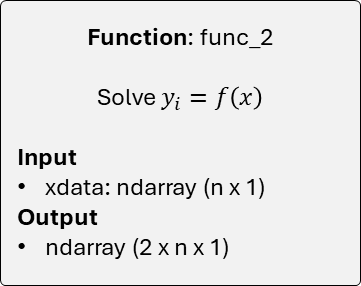 Function: func_2
Solve yᵢ = f(x)
Input
• xdata: ndarray (n x 1)
Output
• ndarray (2 x n x 1)